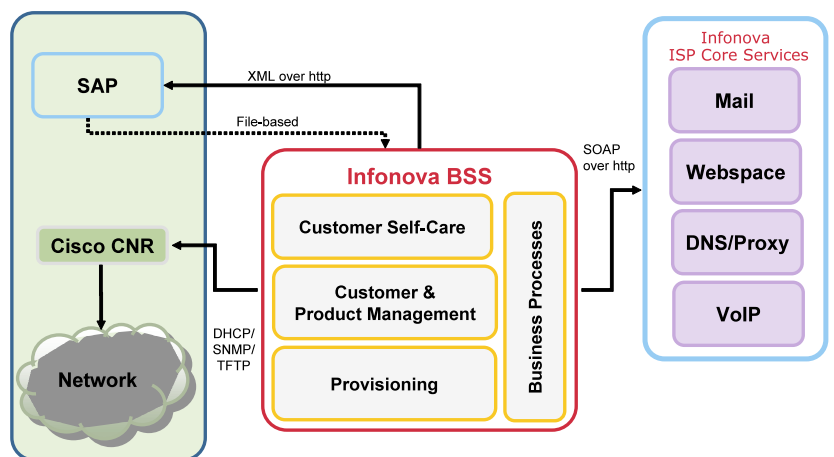 SAP
XML over http
File-based
Cisco CNR
Network
DHCP/
SNMP/
TFTP
Infonova BSS
Customer Self-Care
Customer &
Product Management
Provisioning
Business Processes
SOAP
over http
Infonova
ISP Core Services
Mail
Webspace
DNS/Proxy
VoIP